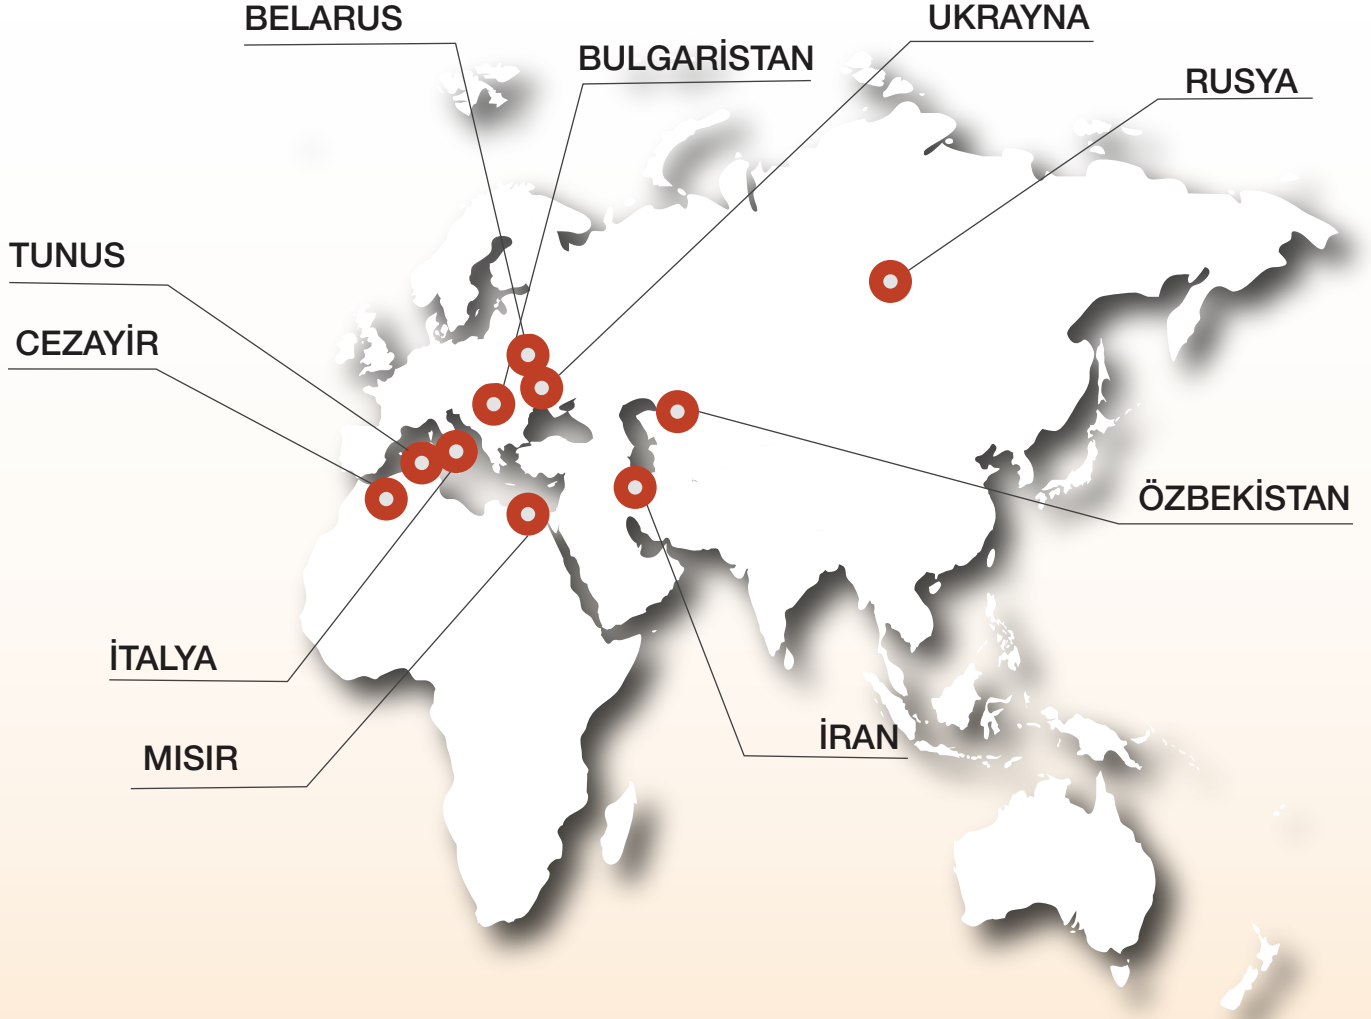 BELARUS
UKRAYNA
BULGARİSTAN
RUSYA
TUNUS
CEZAYİR
ÖZBEKİSTAN
İTALYA
İRAN
MISIR